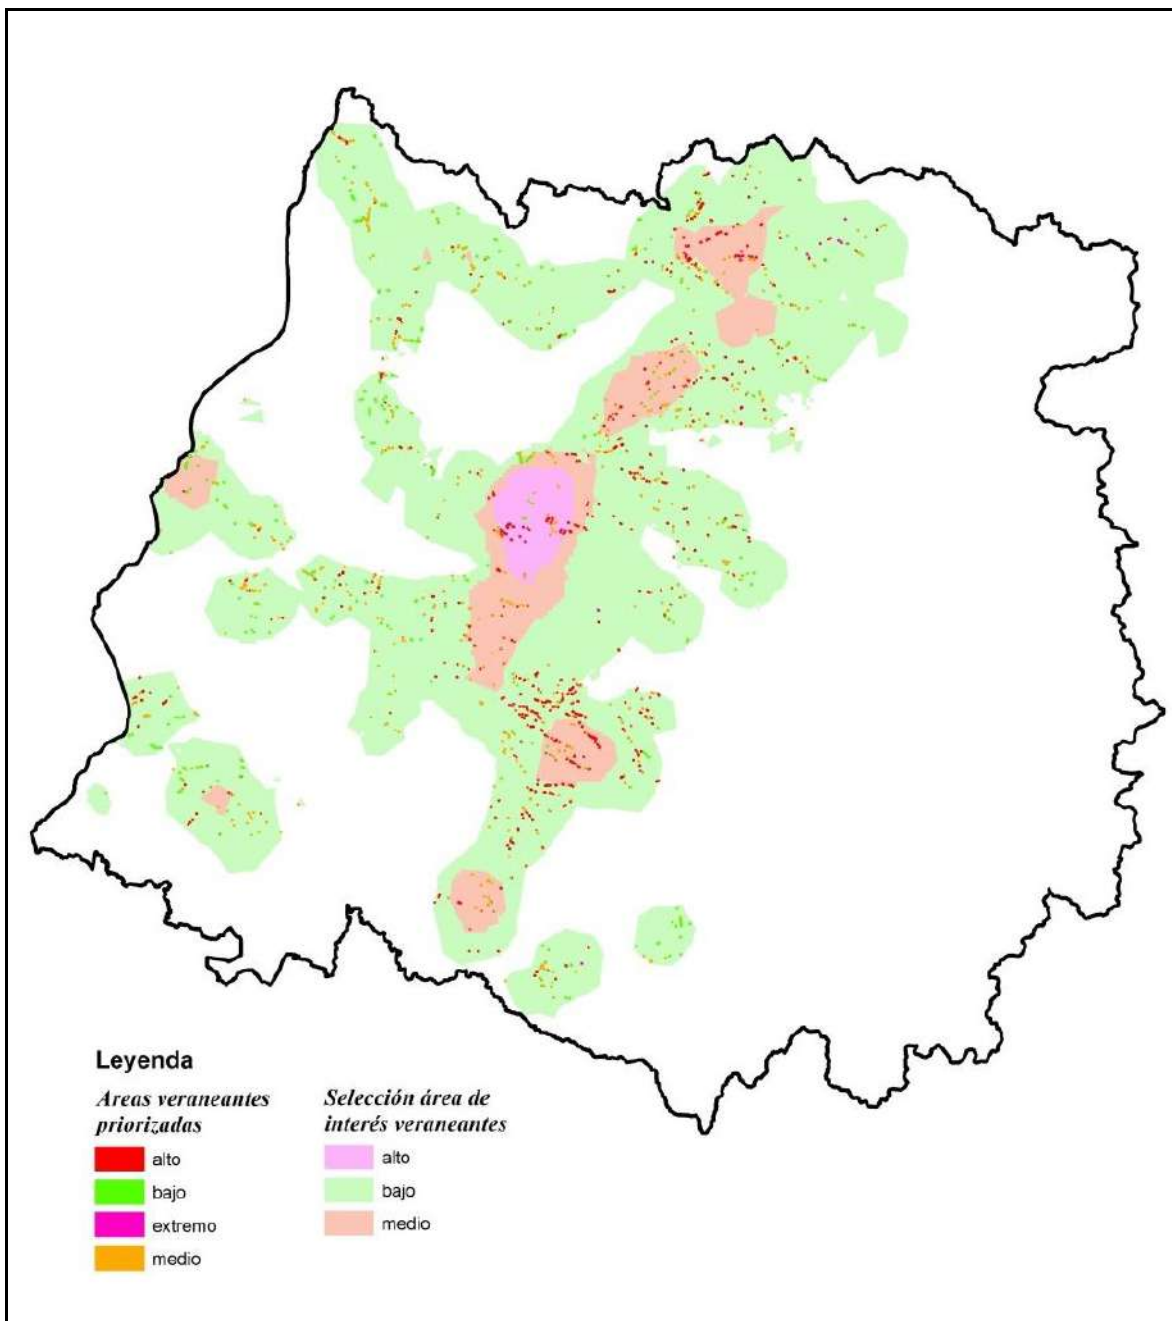 Leyenda
Areas veraneantes
priorizadas
alto
bajo
extremo
medio
Selección área de
interés veraneantes
alto
bajo
medio